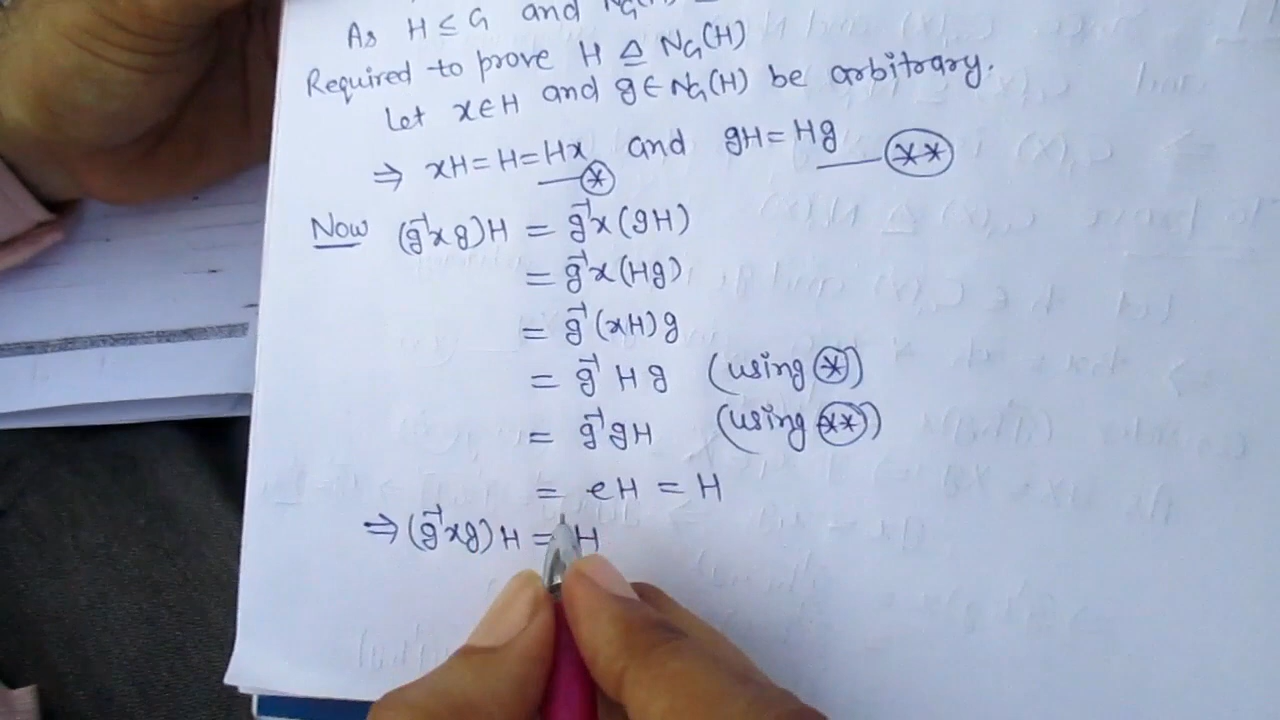 As H ≤ G and
Required to prove H ⊴ N_G(H)
Let x∈H and g∈N_G(H) be arbitrary.
⇒ xH = H = Hx —(*) and gH = Hg —(**)
Now (g⁻¹xg)H = g⁻¹x(gH)
= g⁻¹x(Hg)
= g⁻¹(xH)g
= g⁻¹Hg (using (*))
= g⁻¹gH (using (**))
= eH = H
⇒ (g⁻¹xg)H = H